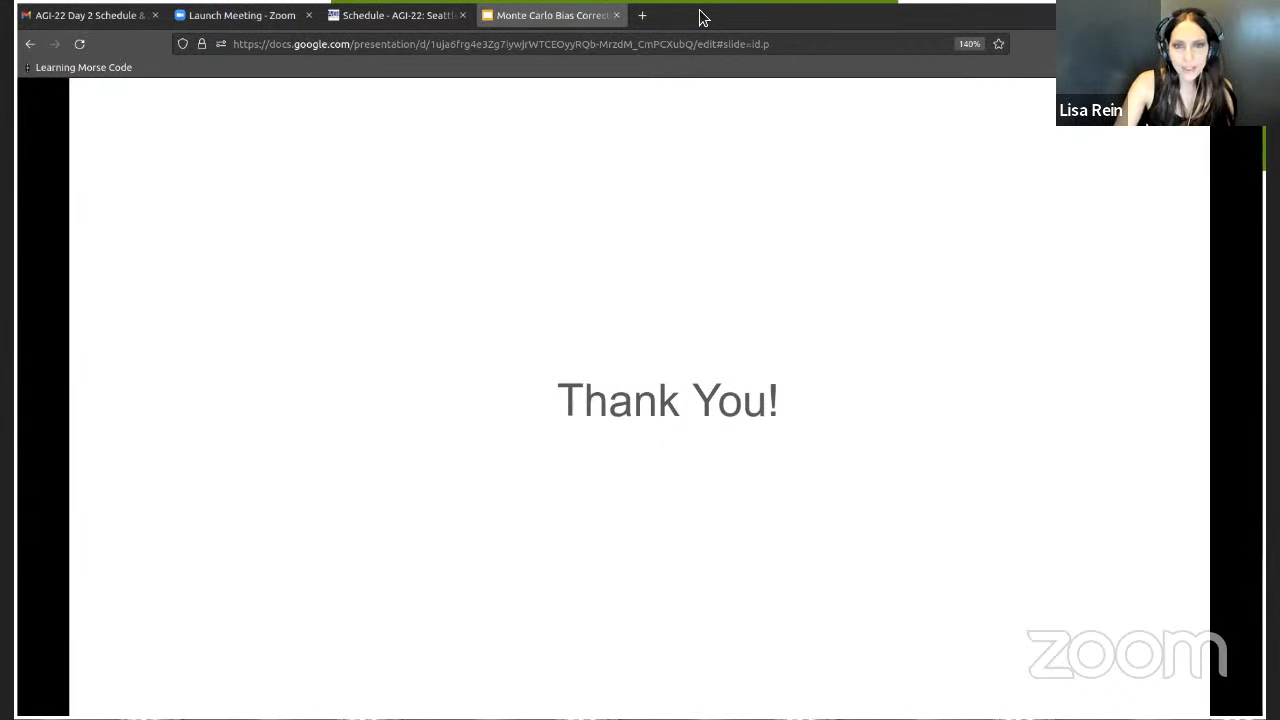 AGI-22 Day 2 Schedule &
Launch Meeting - Zoom
Schedule - AGI-22: Seattl
Monte Carlo Bias Correct
https://docs.google.com/presentation/d/1uja6frg4e3Zg7iywjrWTCEOyyRQb-MrzdM_CmPCXubQ/edit#slide=id.p
140%
Learning Morse Code
Lisa Rein
Thank You!
zoom